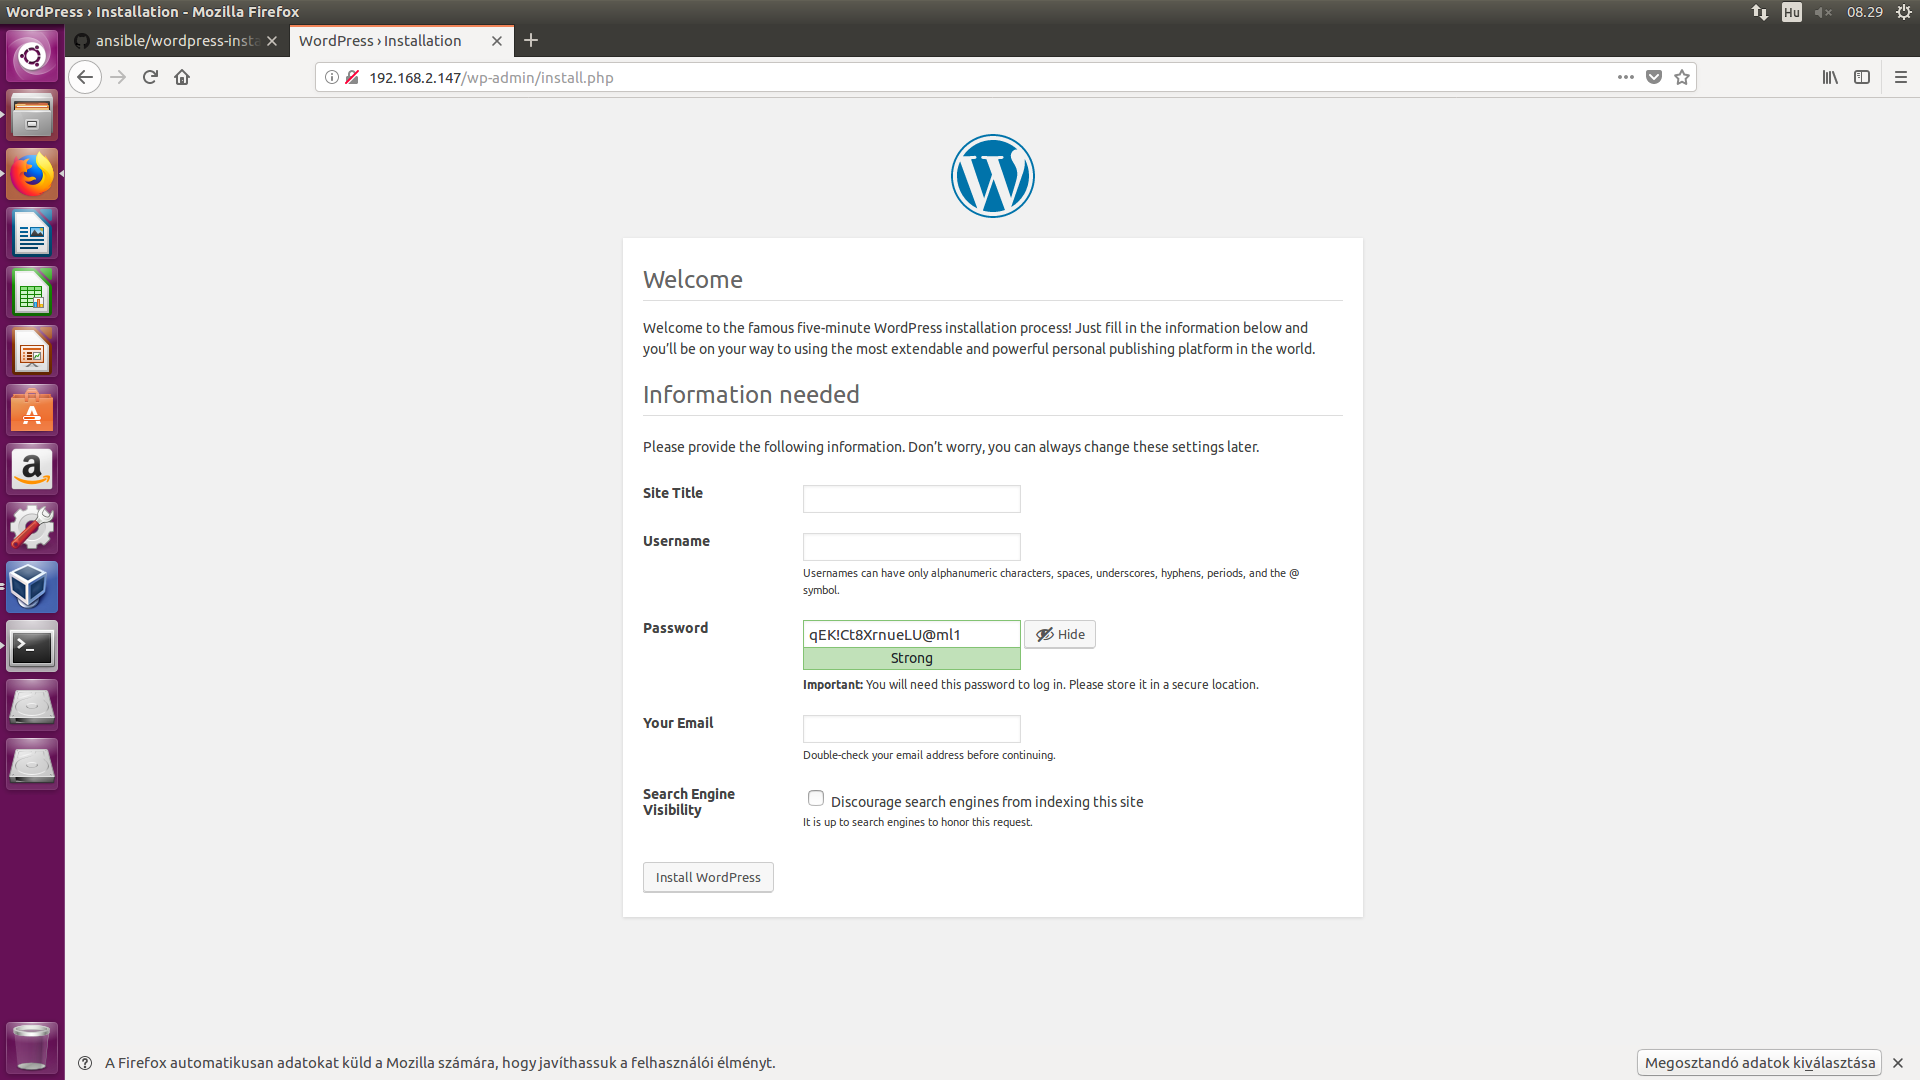 WordPress › Installation - Mozilla Firefox
Hu
08.29
ansible/wordpress-insta
WordPress › Installation
192.168.2.147/wp-admin/install.php
Welcome
Welcome to the famous five-minute WordPress installation process! Just fill in the information below and
you’ll be on your way to using the most extendable and powerful personal publishing platform in the world.
Information needed
Please provide the following information. Don’t worry, you can always change these settings later.
Site Title
Username
Usernames can have only alphanumeric characters, spaces, underscores, hyphens, periods, and the @
symbol.
Password
qEK!Ct8XrnueLU@ml1
Hide
Strong
Important: You will need this password to log in. Please store it in a secure location.
Your Email
Double-check your email address before continuing.
Search Engine
Visibility
Discourage search engines from indexing this site
It is up to search engines to honor this request.
Install WordPress
A Firefox automatikusan adatokat küld a Mozilla számára, hogy javíthassuk a felhasználói élményt.
Megosztandó adatok kiválasztása